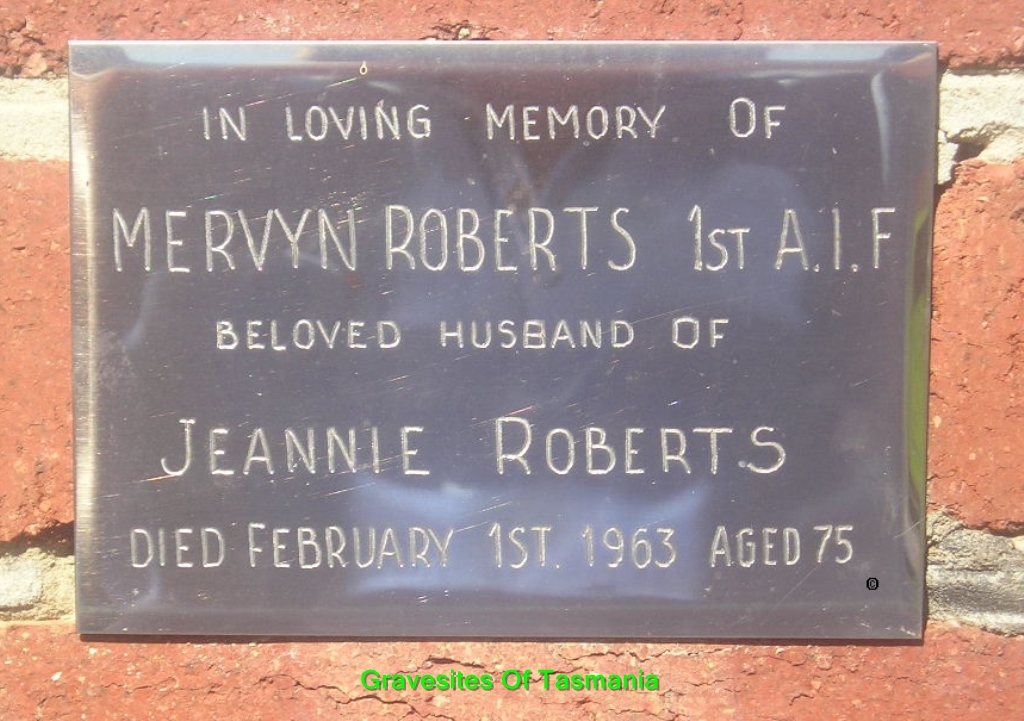 IN LOVING MEMORY OF
MERVYN ROBERTS 1ST A.I.F
BELOVED HUSBAND OF
JEANNIE ROBERTS
DIED FEBRUARY 1ST. 1963 AGED 75
©
Gravesites Of Tasmania